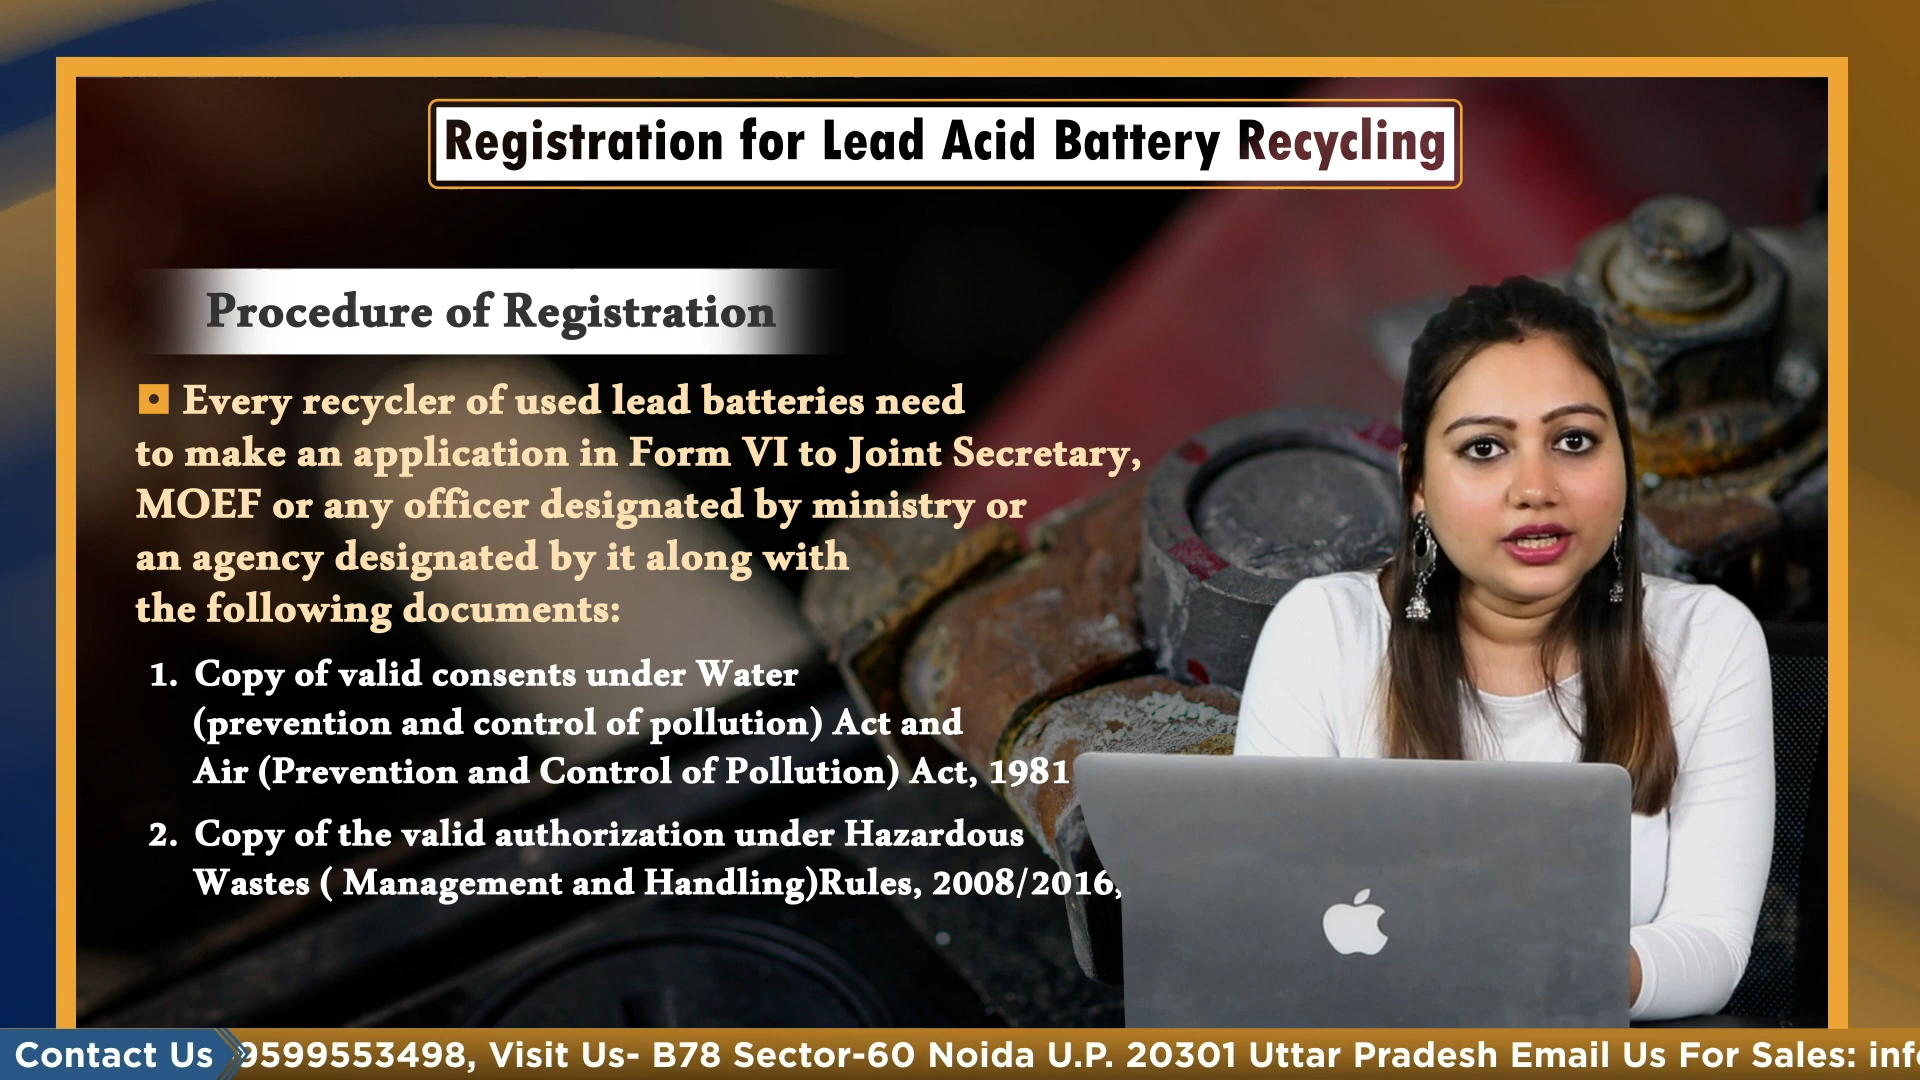 Registration for Lead Acid Battery Recycling
Procedure of Registration
Every recycler of used lead batteries need
to make an application in Form VI to Joint Secretary,
MOEF or any officer designated by ministry or
an agency designated by it along with
the following documents:
1. Copy of valid consents under Water
(prevention and control of pollution) Act and
Air (Prevention and Control of Pollution) Act, 1981
2. Copy of the valid authorization under Hazardous
Wastes ( Management and Handling)Rules, 2008/2016,
Contact Us 9599553498, Visit Us- B78 Sector-60 Noida U.P. 20301 Uttar Pradesh Email Us For Sales: